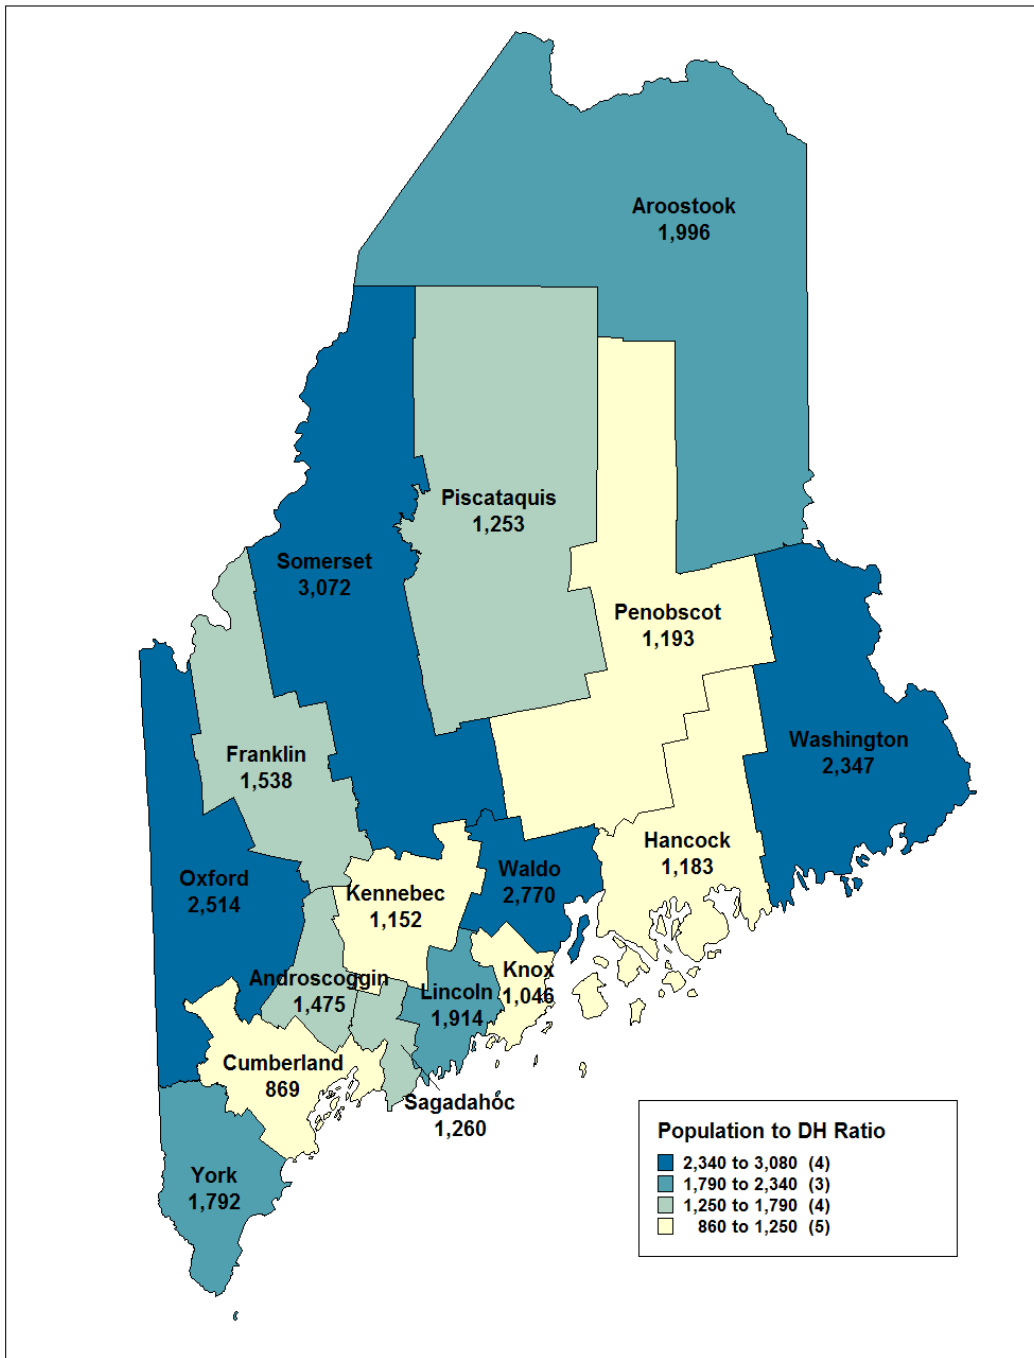 Aroostook
1,996
Piscataquis
1,253
Somerset
3,072
Penobscot
1,193
Washington
2,347
Franklin
1,538
Hancock
1,183
Waldo
2,770
Oxford
2,514
Kennebec
1,152
Knox
1,046
Androscoggin
1,475
Lincoln
1,914
Cumberland
869
Sagadahoc
1,260
York
1,792
Population to DH Ratio
2,340 to 3,080 (4)
1,790 to 2,340 (3)
1,250 to 1,790 (4)
860 to 1,250 (5)